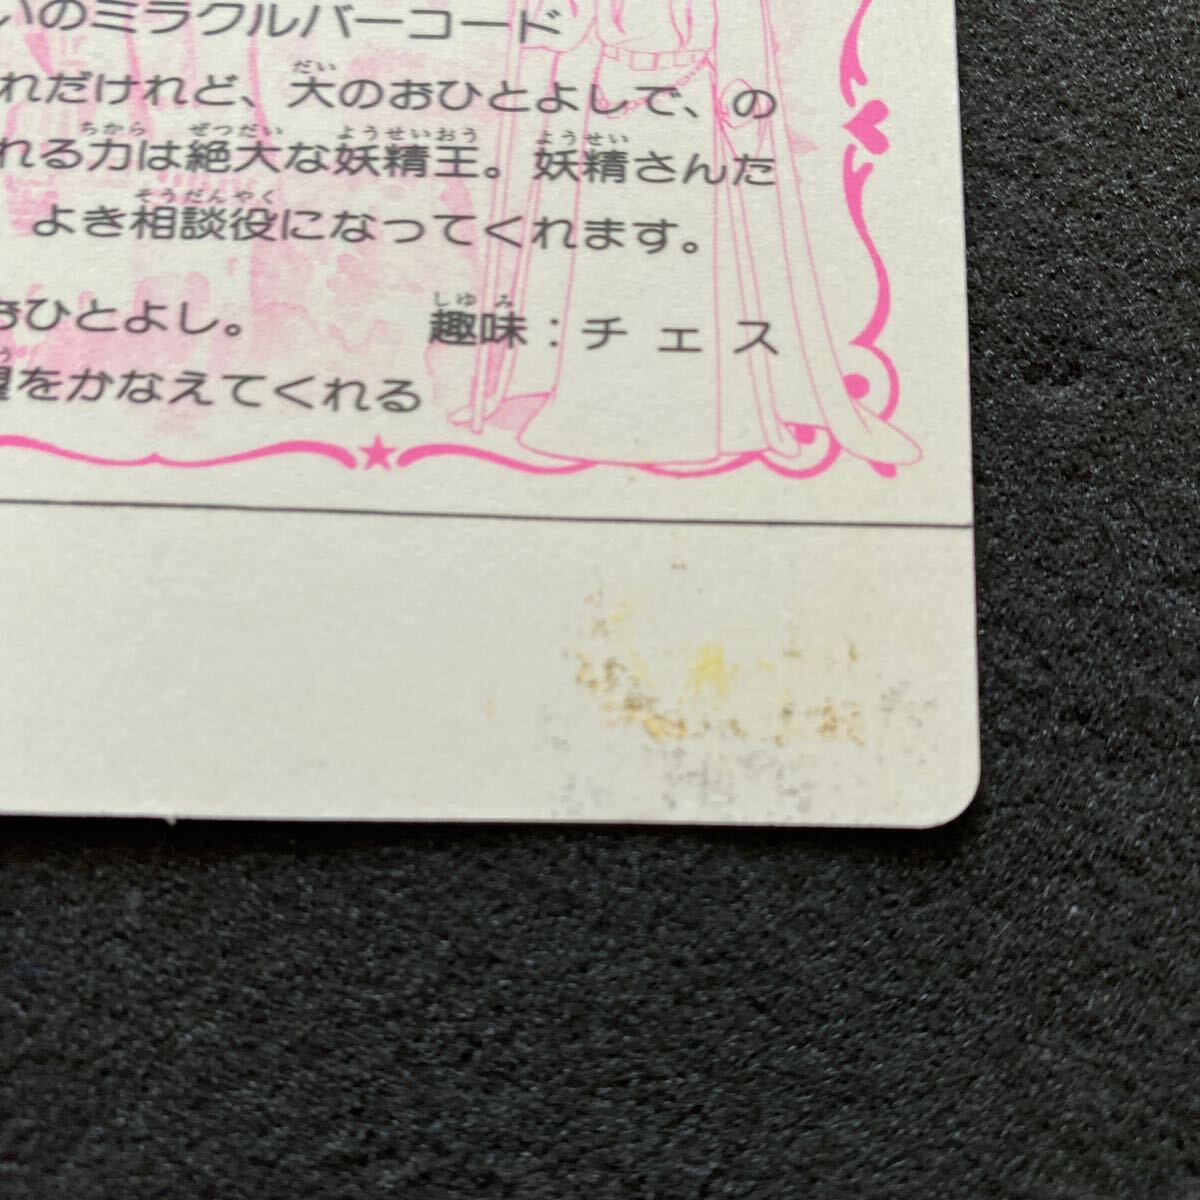 いのミラクルバーコード
れだけれど、大のおひとよしで、の
れる力は絶大な妖精王。妖精さんた
よき相談役になってくれます。
おひとよし。 趣味：チェス
望をかなえてくれる